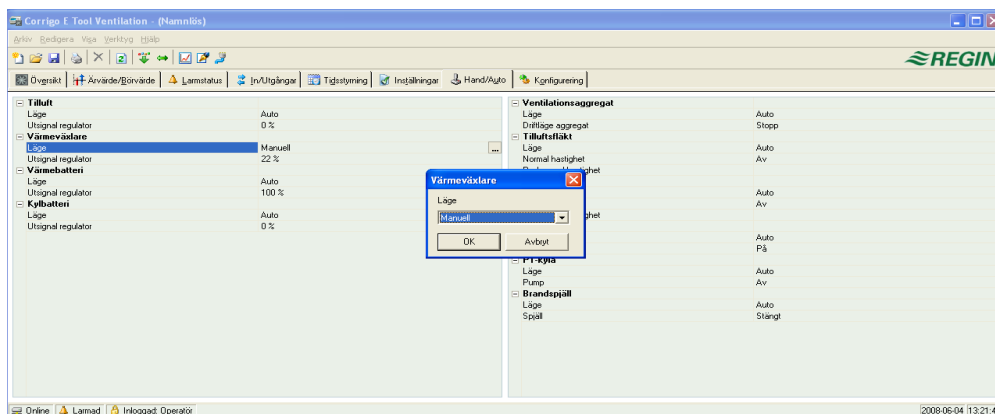 Corrigo E Tool Ventilation - (Namnlös)
Arkiv Redigera Visa Verktyg Hjälp
REGIN
Översikt Ärvärde/Börvärde Larmstatus In/Utgångar Tidsstyrning Inställningar Hand/Auto Konfigurering
Tilluft
Läge Auto
Utsignal regulator 0 %
Värmeväxlare
Läge Manuell ...
Utsignal regulator 22 %
Värmebatteri
Läge Auto
Utsignal regulator 100 %
Kylbatteri
Läge Auto
Utsignal regulator 0 %
Ventilationsaggregat
Läge Auto
Driftläge aggregat Stopp
Tilluftsfläkt
Läge Auto
Normal hastighet Av
Auto
Av
Auto
På
PT-kyla
Läge Auto
Pump Av
Brandspjäll
Läge Auto
Spjäll Stängt
Värmeväxlare
Läge
Manuell
OK Avbryt
Online Larmad Inloggad: Operatör
2008-06-04 13:21:4